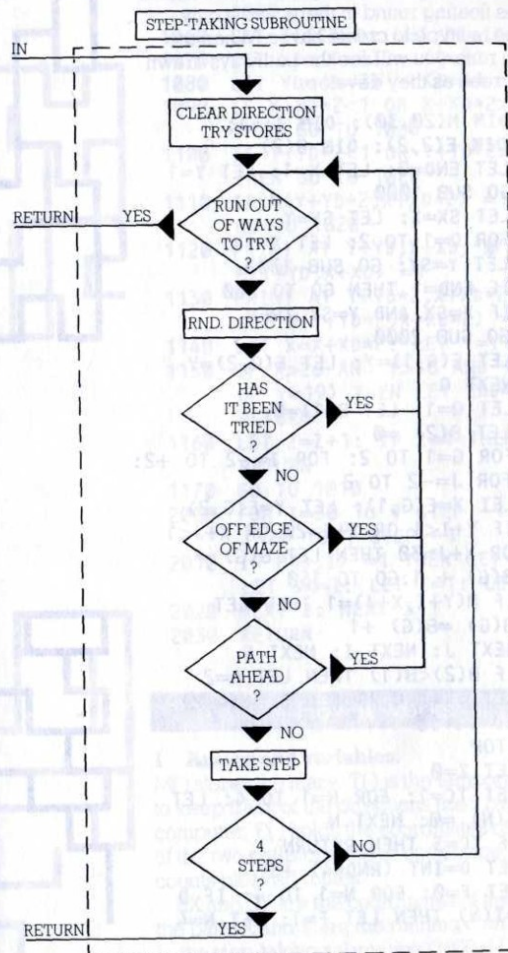 STEP-TAKING SUBROUTINE
IN
CLEAR DIRECTION
TRY STORES
RUN OUT
OF WAYS
TO TRY
?
YES
RETURN
RND. DIRECTION
HAS
IT BEEN
TRIED
?
YES
NO
OFF EDGE
OF MAZE
?
YES
NO
PATH
AHEAD
?
YES
NO
TAKE STEP
4
STEPS
?
NO
YES
RETURN